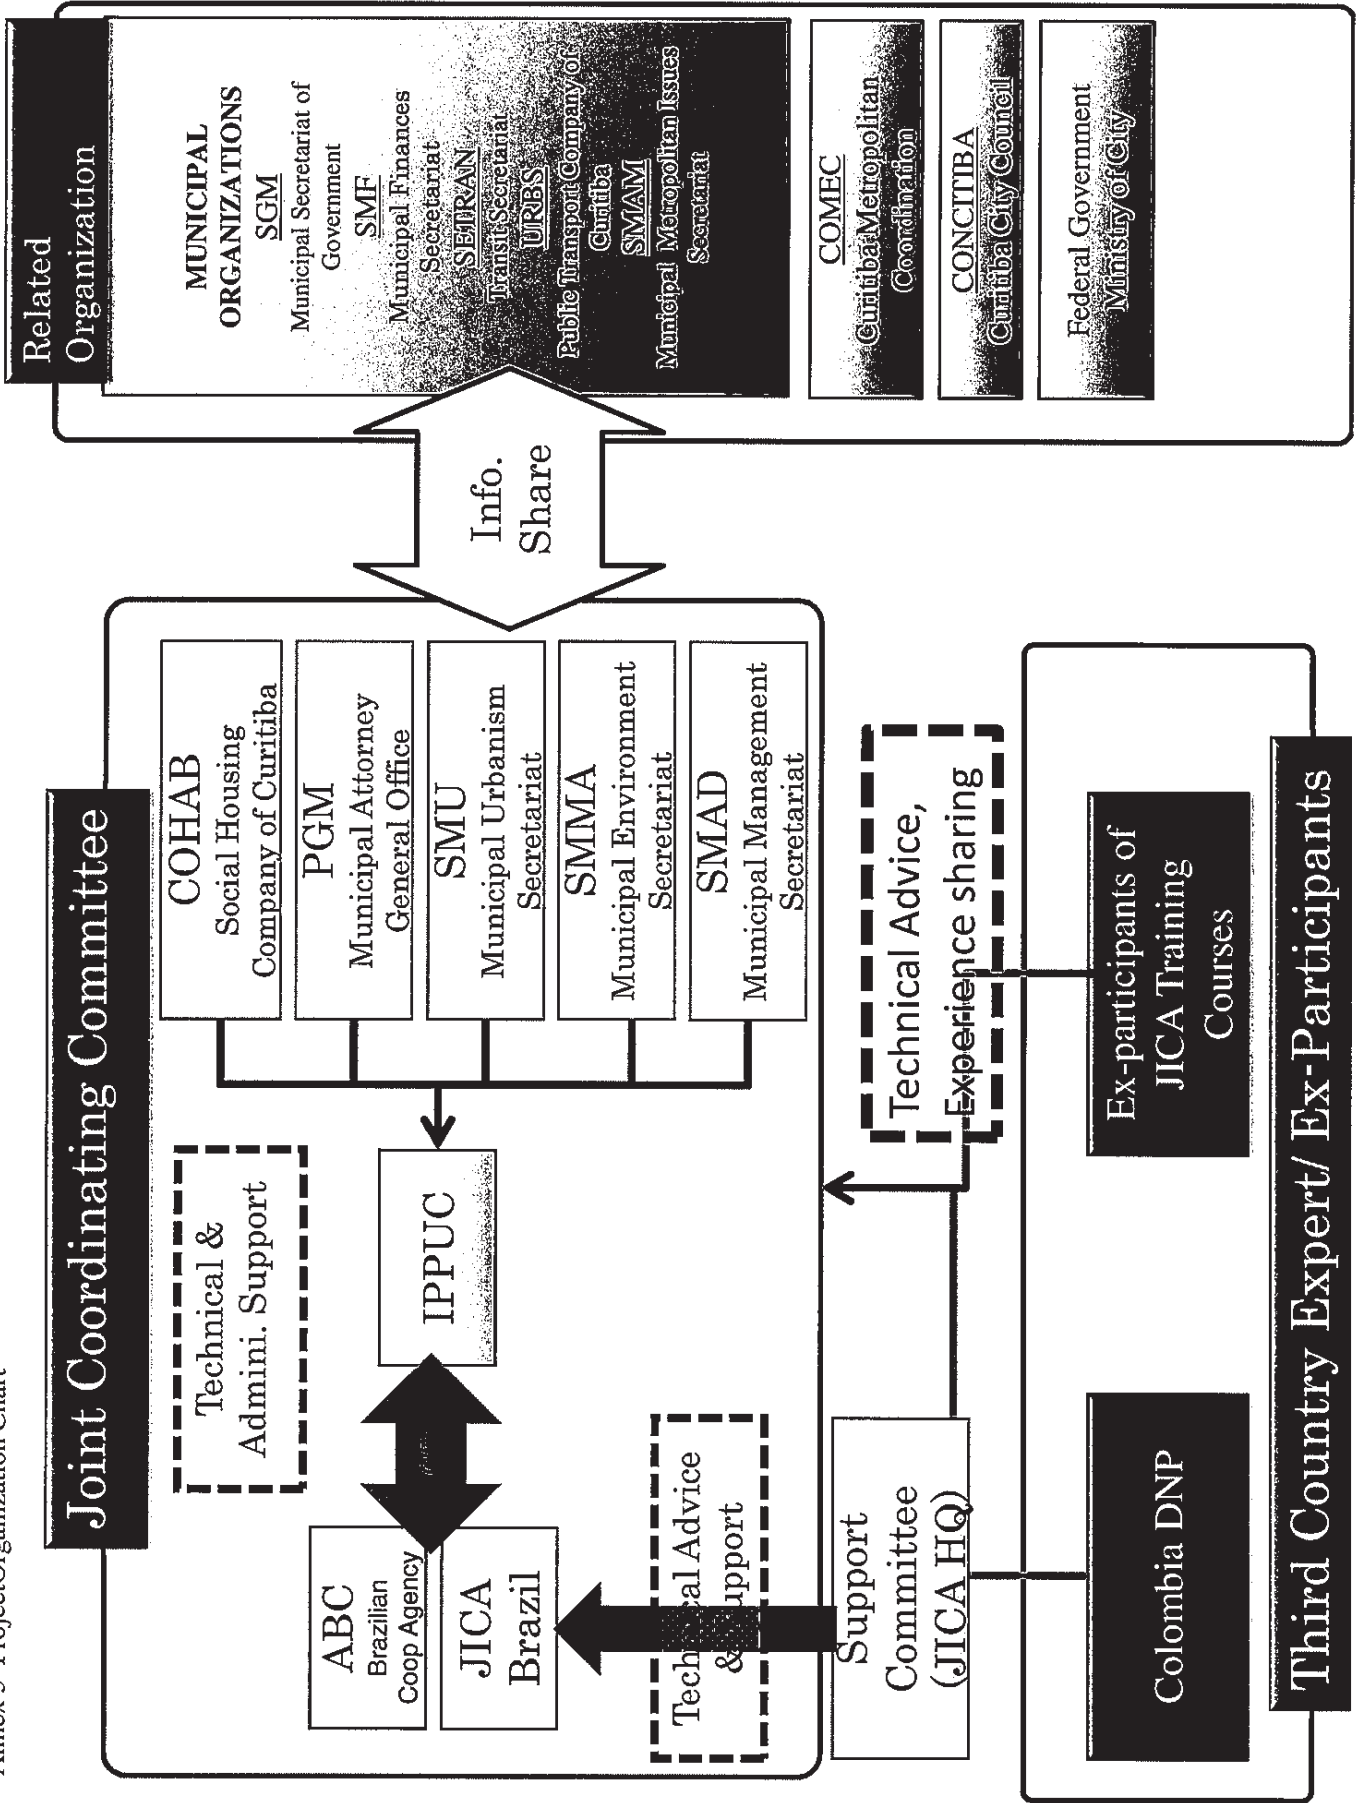 Annex ProjectOrganization Chart
Joint Coordinating Committee
Related
Organization
Technical &
Admini. Support
ABC
Brazilian
Coop Agency
JICA
Brazil
IPPUC
COHAB
Social Housing
Company of Curitiba
PGM
Municipal Attorney
General Office
SMU
Municipal Urbanism
Secretariat
SMMA
Municipal Environment
Secretariat
SMAD
Municipal Management
Secretariat
Info.
Share
MUNICIPAL
ORGANIZATIONS
SGM
Municipal Secretariat of
Government
SMF
Municipal Finances
Secretariat
SETRAN
Transit Secretariat
URBS
Public Transport Company of
Curitiba
SMAM
Municipal Metropolitan Issues
Secretariat
COMEC
Curitiba Metropolitan
Coordination
CONCITIBA
Curitiba City Council
Federal Government
Ministry of City
Advice
&
Support
Committee
(JICA HQ)
Technical Advice,
Experience sharing
Colombia DNP
Ex-participants of
JICA Training
Courses
Third Country Expert/ Ex-Participants